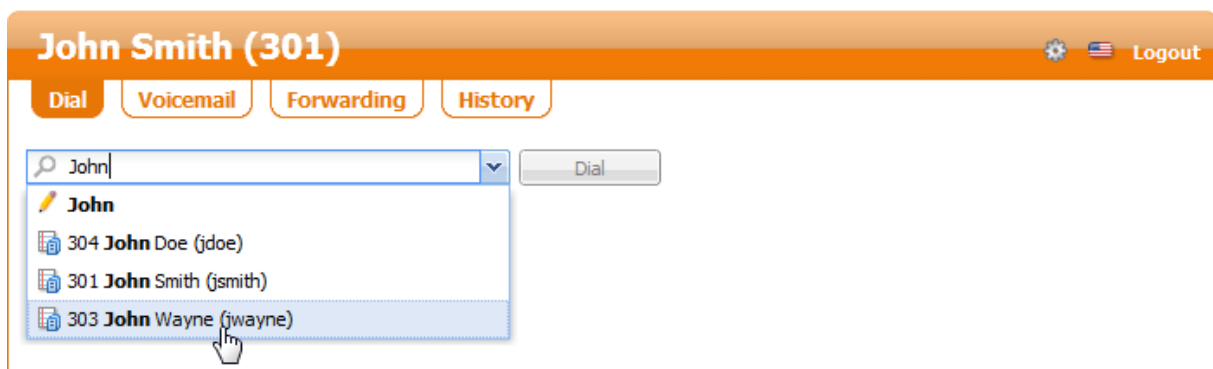 John Smith (301)
Logout
Dial Voicemail Forwarding History
John Dial
John
304 John Doe (jdoe)
301 John Smith (jsmith)
303 John Wayne (jwayne)